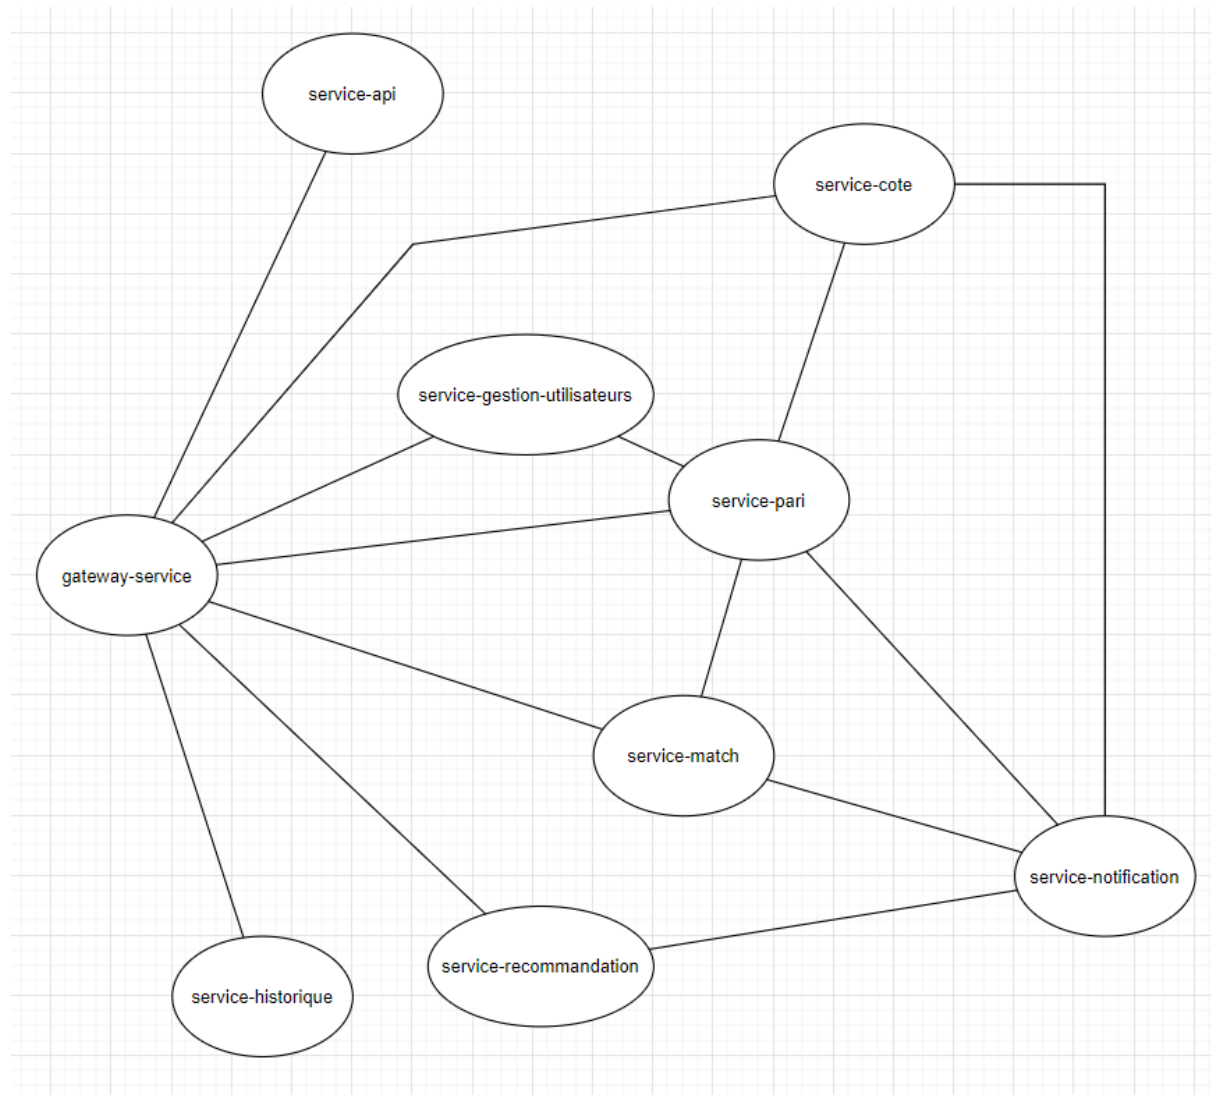 service-api
service-cote
service-gestion-utilisateurs
service-pari
gateway-service
service-match
service-notification
service-recommandation
service-historique